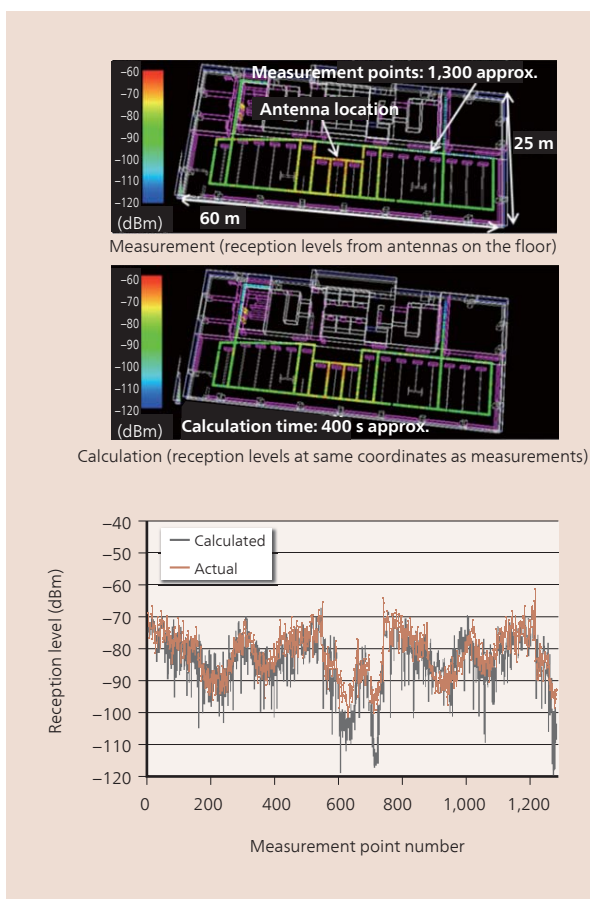 −60
Measurement points: 1,300 approx.
−70
Antenna location
−80
−90
25 m
−100
−110
−120
60 m
(dBm)
Measurement (reception levels from antennas on the floor)
−60
−70
−80
−90
−100
−110
−120
(dBm)
Calculation time: 400 s approx.
Calculation (reception levels at same coordinates as measurements)
−40
Calculated
−50
Actual
−60
−70
−80
−90
−100
−110
−120
Reception level (dBm)
0 200 400 600 800 1,000 1,200
Measurement point number